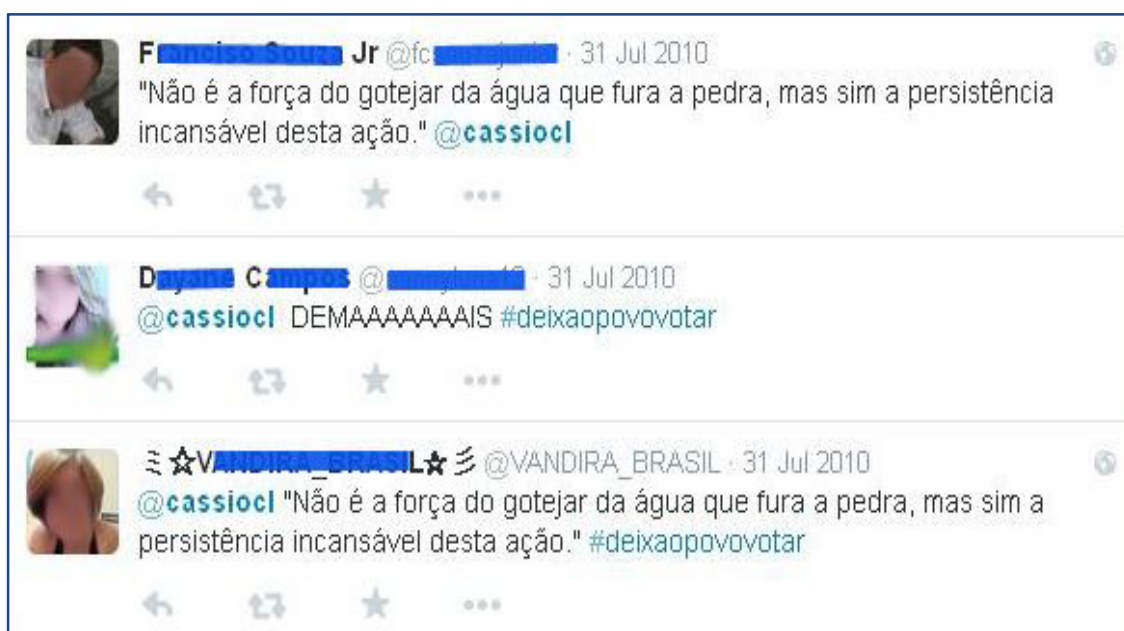 Jr · 31 Jul 2010
"Não é a força do gotejar da água que fura a pedra, mas sim a persistência
incansável desta ação." @cassiocl
· 31 Jul 2010
@cassiocl DEMAAAAAAAIS #deixaopovovotar
@VANDIRA_BRASIL · 31 Jul 2010
@cassiocl "Não é a força do gotejar da água que fura a pedra, mas sim a
persistência incansável desta ação." #deixaopovovotar